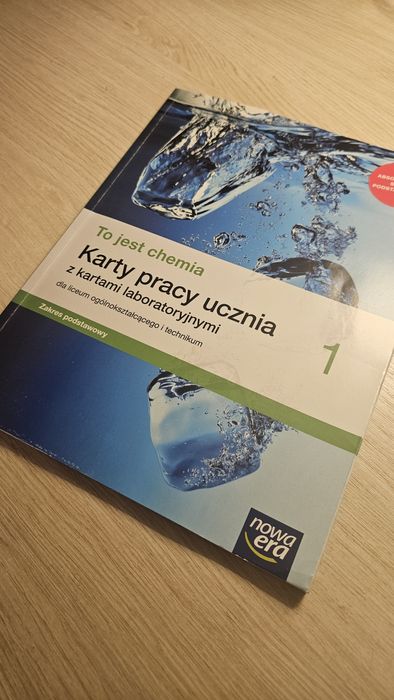 To jest chemia
Karty pracy ucznia
z kartami laboratoryjnymi
dla liceum ogólnokształcącego i technikum
Zakres podstawowy
1
nowa
era